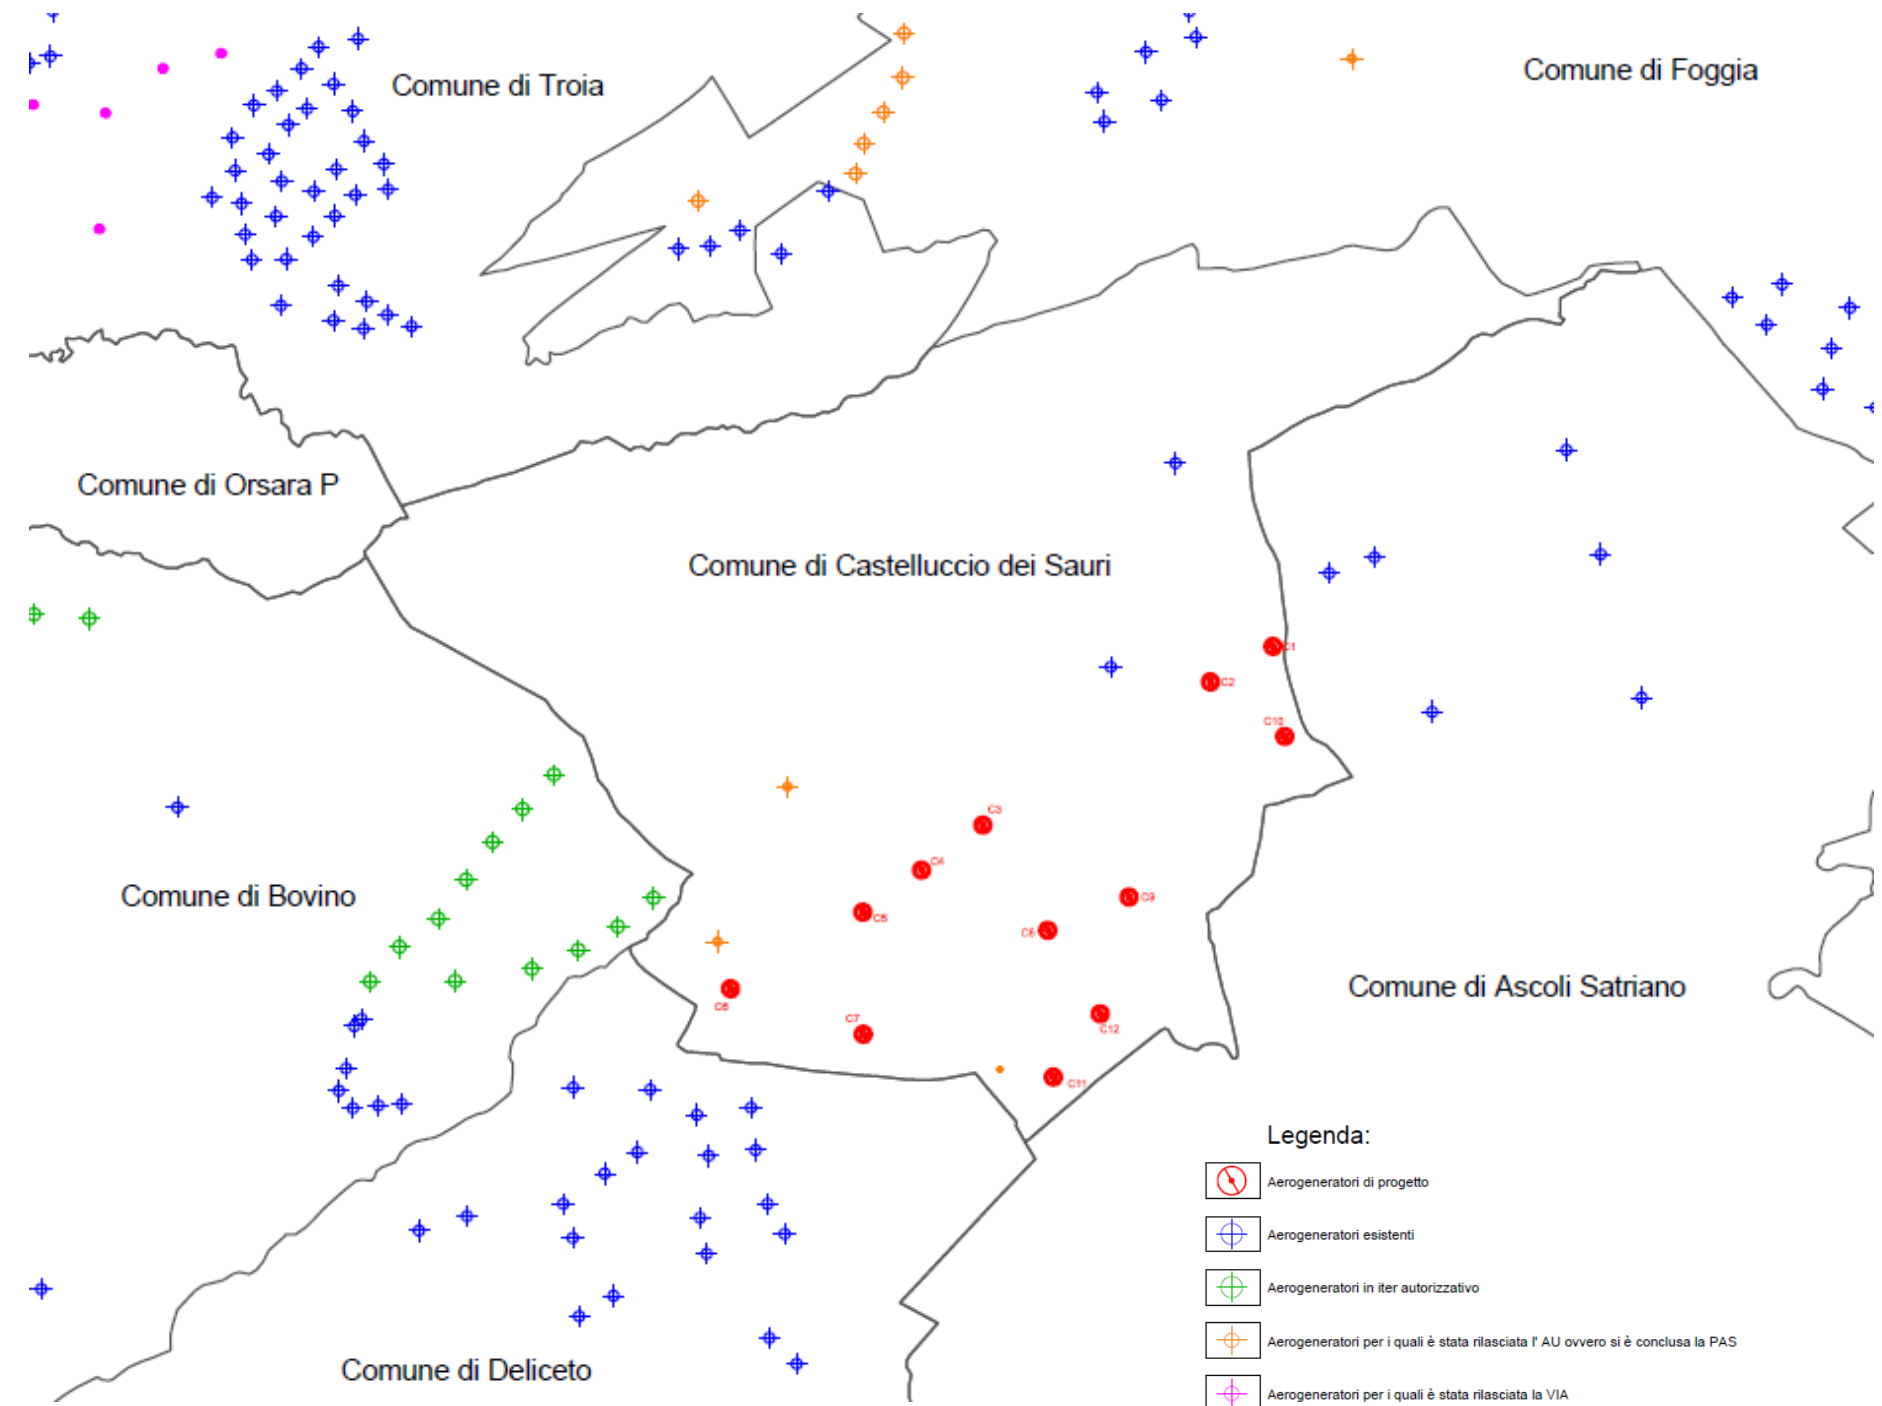 Comune di Troia
Comune di Foggia
Comune di Orsara P
Comune di Castelluccio dei Sauri
C1
C2
C10
C3
C4
Comune di Bovino
C9
C5
C8
Comune di Ascoli Satriano
C6
C7
C12
C11
Legenda:
Aerogeneratori di progetto
Aerogeneratori esistenti
Aerogeneratori in iter autorizzativo
Aerogeneratori per i quali è stata rilasciata l' AU ovvero si è conclusa la PAS
Comune di Deliceto
Aerogeneratori per i quali è stata rilasciata la VIA